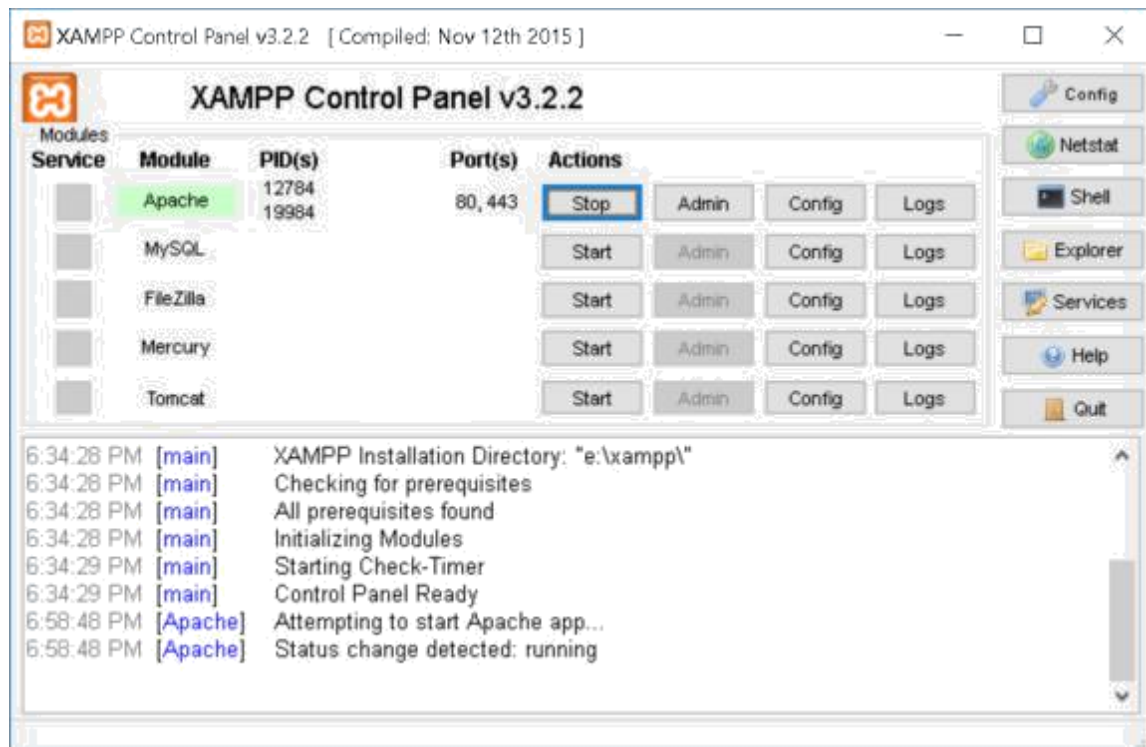 XAMPP Control Panel v3.2.2 [ Compiled: Nov 12th 2015 ]
XAMPP Control Panel v3.2.2
Config
Modules
Service Module PID(s) Port(s) Actions
Netstat
Apache 12784 19984 80, 443 Stop Admin Config Logs
Shell
MySQL Start Admin Config Logs
Explorer
FileZilla Start Admin Config Logs
Services
Mercury Start Admin Config Logs
Help
Tomcat Start Admin Config Logs
Quit
6:34:28 PM [main] XAMPP Installation Directory: "e:\xampp\"
6:34:28 PM [main] Checking for prerequisites
6:34:28 PM [main] All prerequisites found
6:34:28 PM [main] Initializing Modules
6:34:29 PM [main] Starting Check-Timer
6:34:29 PM [main] Control Panel Ready
6:58:48 PM [Apache] Attempting to start Apache app...
6:58:48 PM [Apache] Status change detected: running